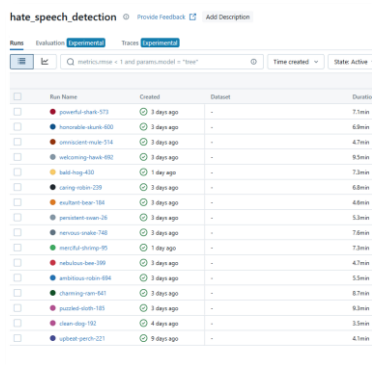 hate_speech_detection Provide Feedback Add Description
Runs Evaluation Experimental Traces Experimental
metrics.rmse < 1 and params.model = "tree" Time created State: Active
Run Name Created Dataset Duratio
powerful-shark-573 3 days ago - 7.1min
honorable-skunk-600 3 days ago - 6.9min
omniscient-mule-514 3 days ago - 4.7min
welcoming-hawk-692 3 days ago - 9.5min
bald-hog-430 1 day ago - 7.3min
caring-robin-239 3 days ago - 6.8min
exultant-bear-184 3 days ago - 4.8min
persistent-swan-26 3 days ago - 5.3min
nervous-snake-748 3 days ago - 7.6min
merciful-shrimp-95 1 day ago - 7.3min
nebulous-bee-399 3 days ago - 4.7min
ambitious-robin-694 3 days ago - 5.5min
charming-ram-641 3 days ago - 8.7min
puzzled-sloth-185 3 days ago - 9.3min
clean-dog-192 4 days ago - 3.5min
upbeat-perch-221 9 days ago - 4.1min